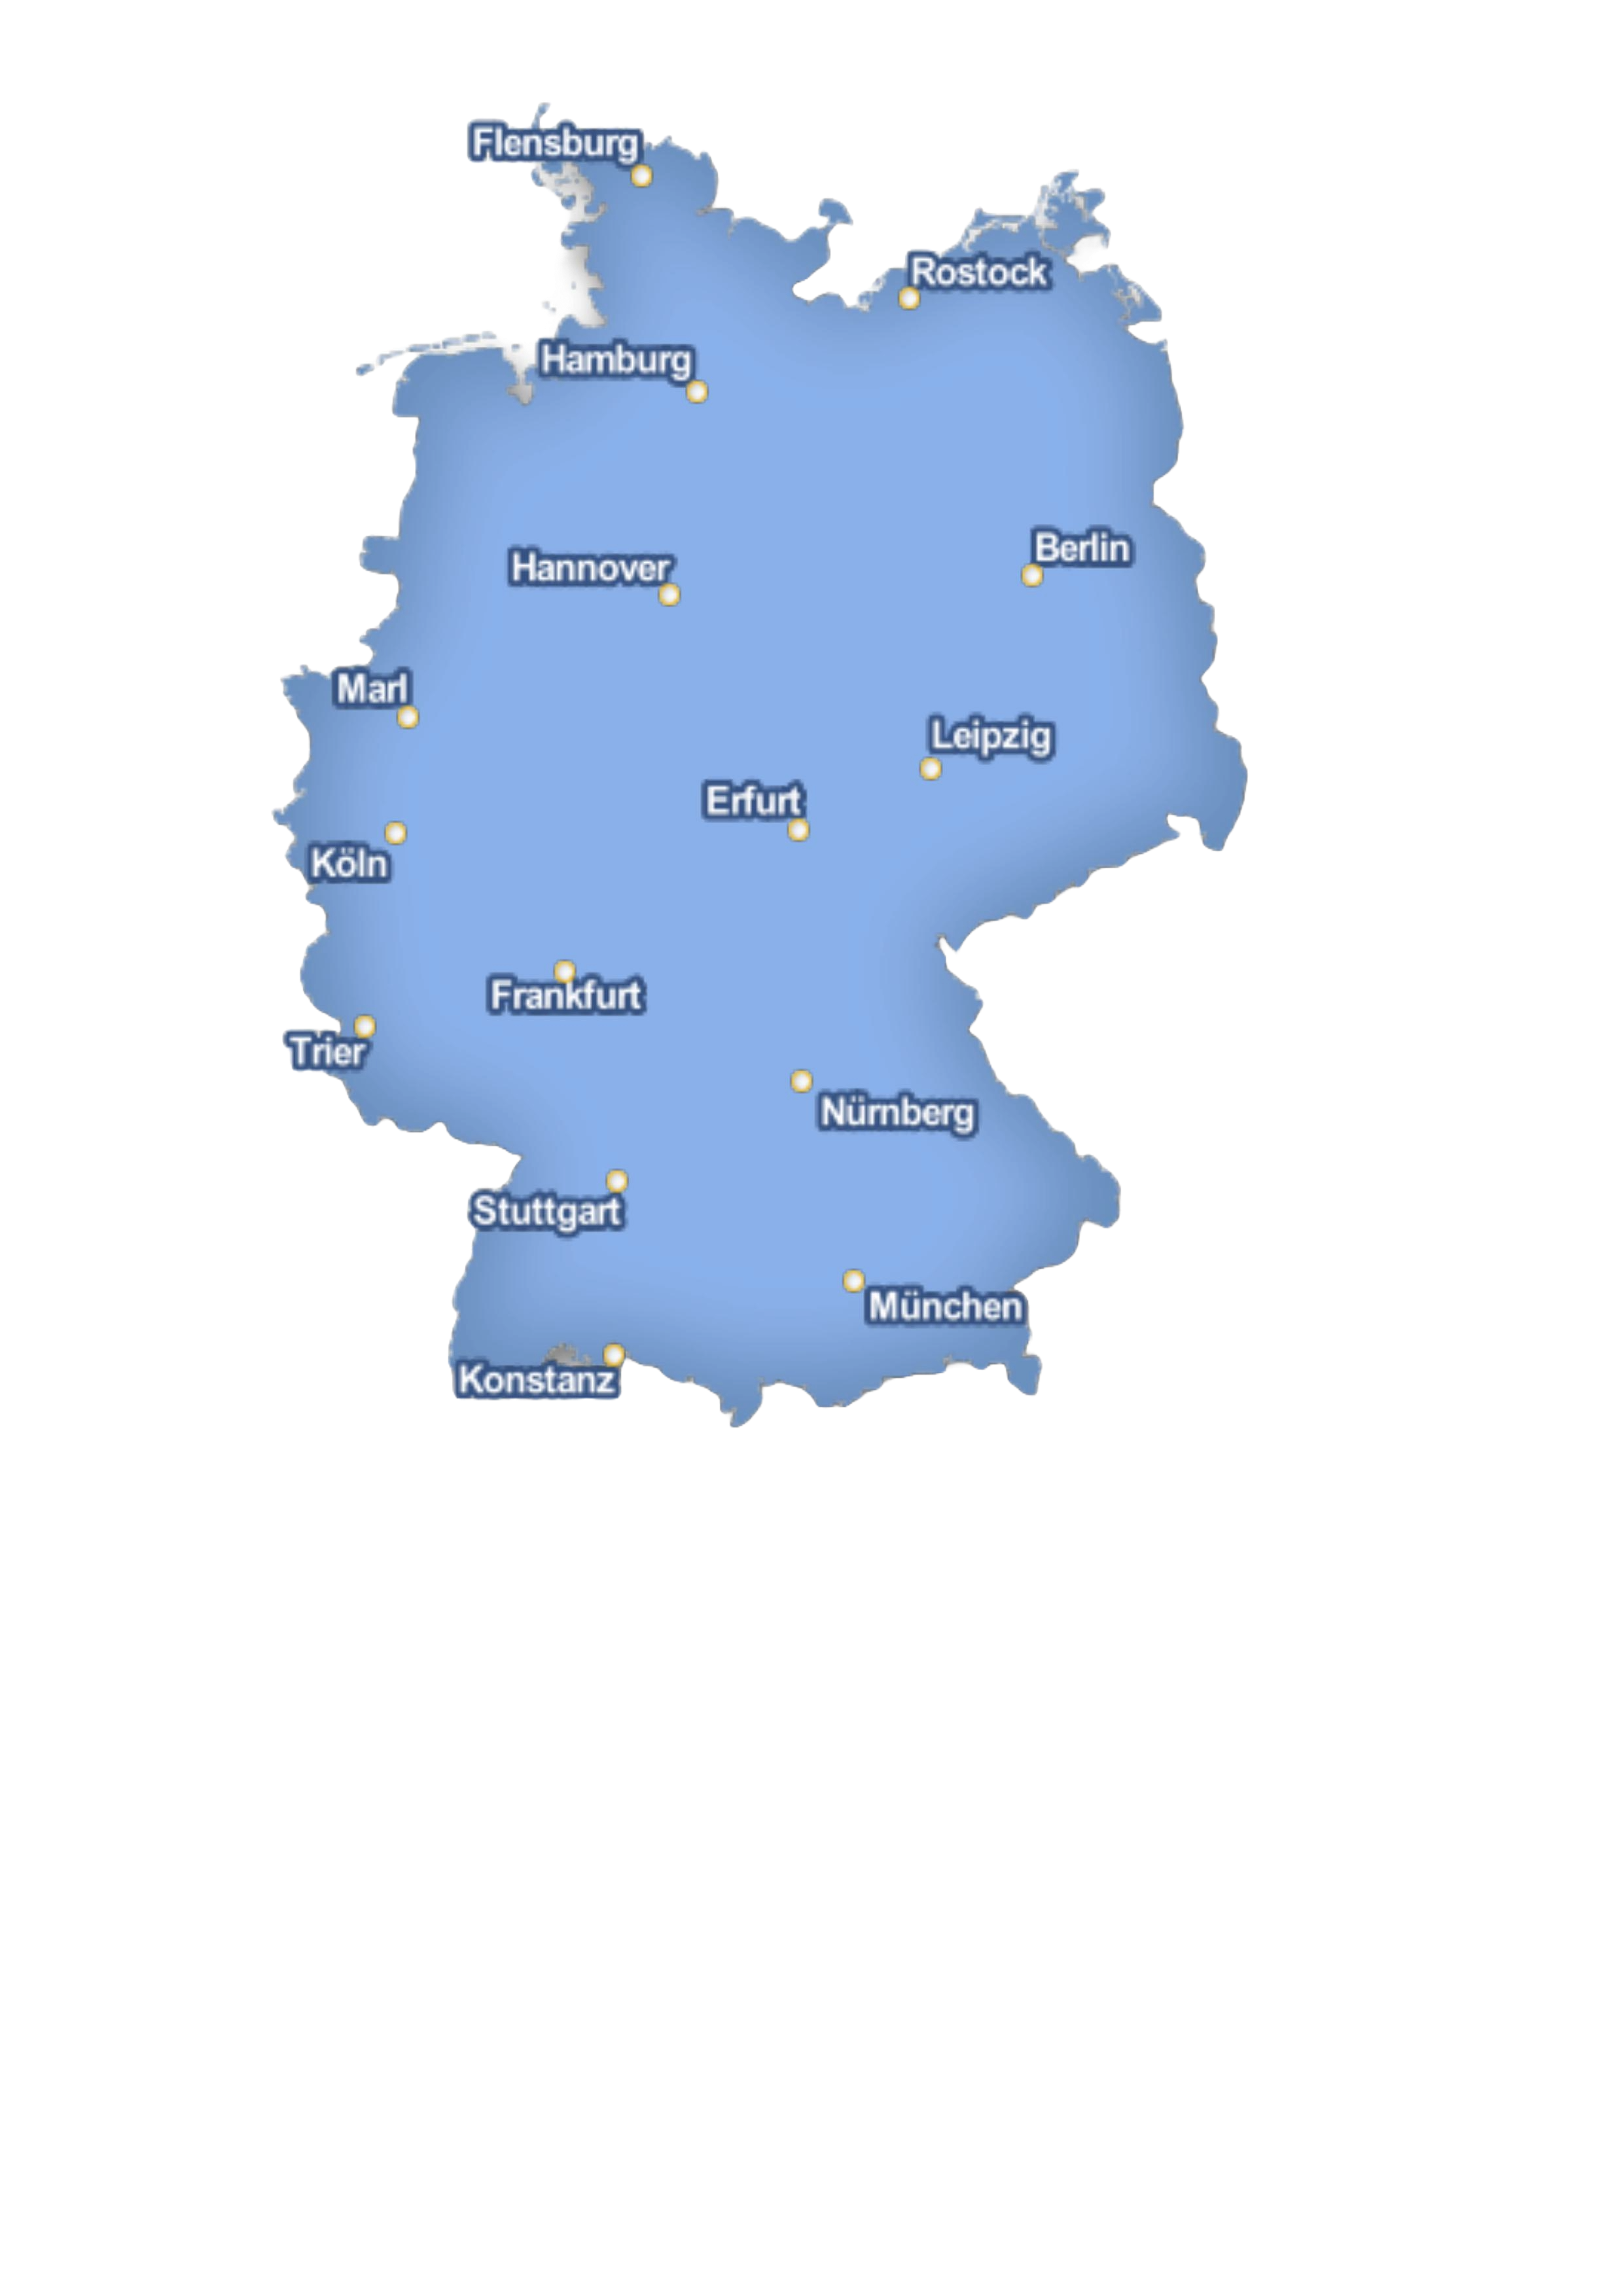 Flensburg
Rostock
Hamburg
Berlin
Hannover
Marl
Leipzig
Erfurt
Köln
Frankfurt
Trier
Nürnberg
Stuttgart
München
Konstanz